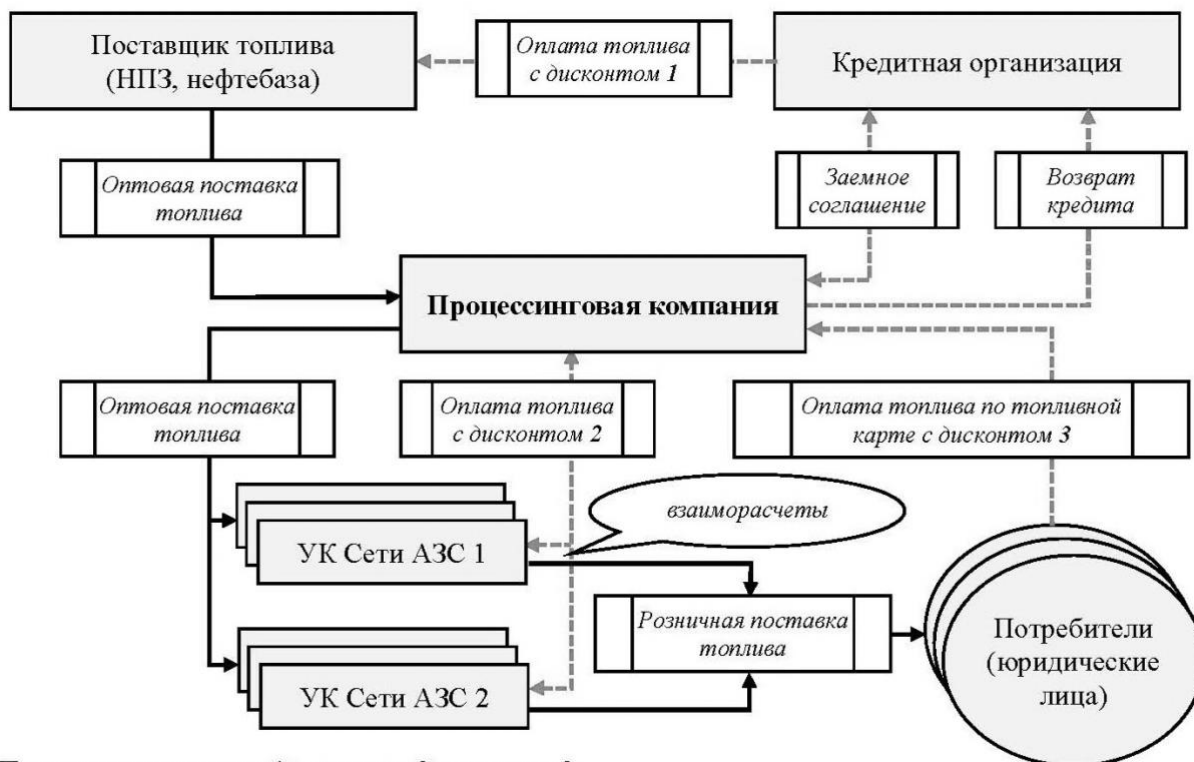 Поставщик топлива
(НПЗ, нефтебаза)
Оплата топлива
с дисконтом 1
Кредитная организация
Оптовая поставка
топлива
Заемное
соглашение
Возврат
кредита
Процессинговая компания
Оптовая поставка
топлива
Оплата топлива
с дисконтом 2
Оплата топлива по топливной
карте с дисконтом 3
взаиморасчеты
УК Сети АЗС 1
Розничная поставка
топлива
Потребители
(юридические
лица)
УК Сети АЗС 2